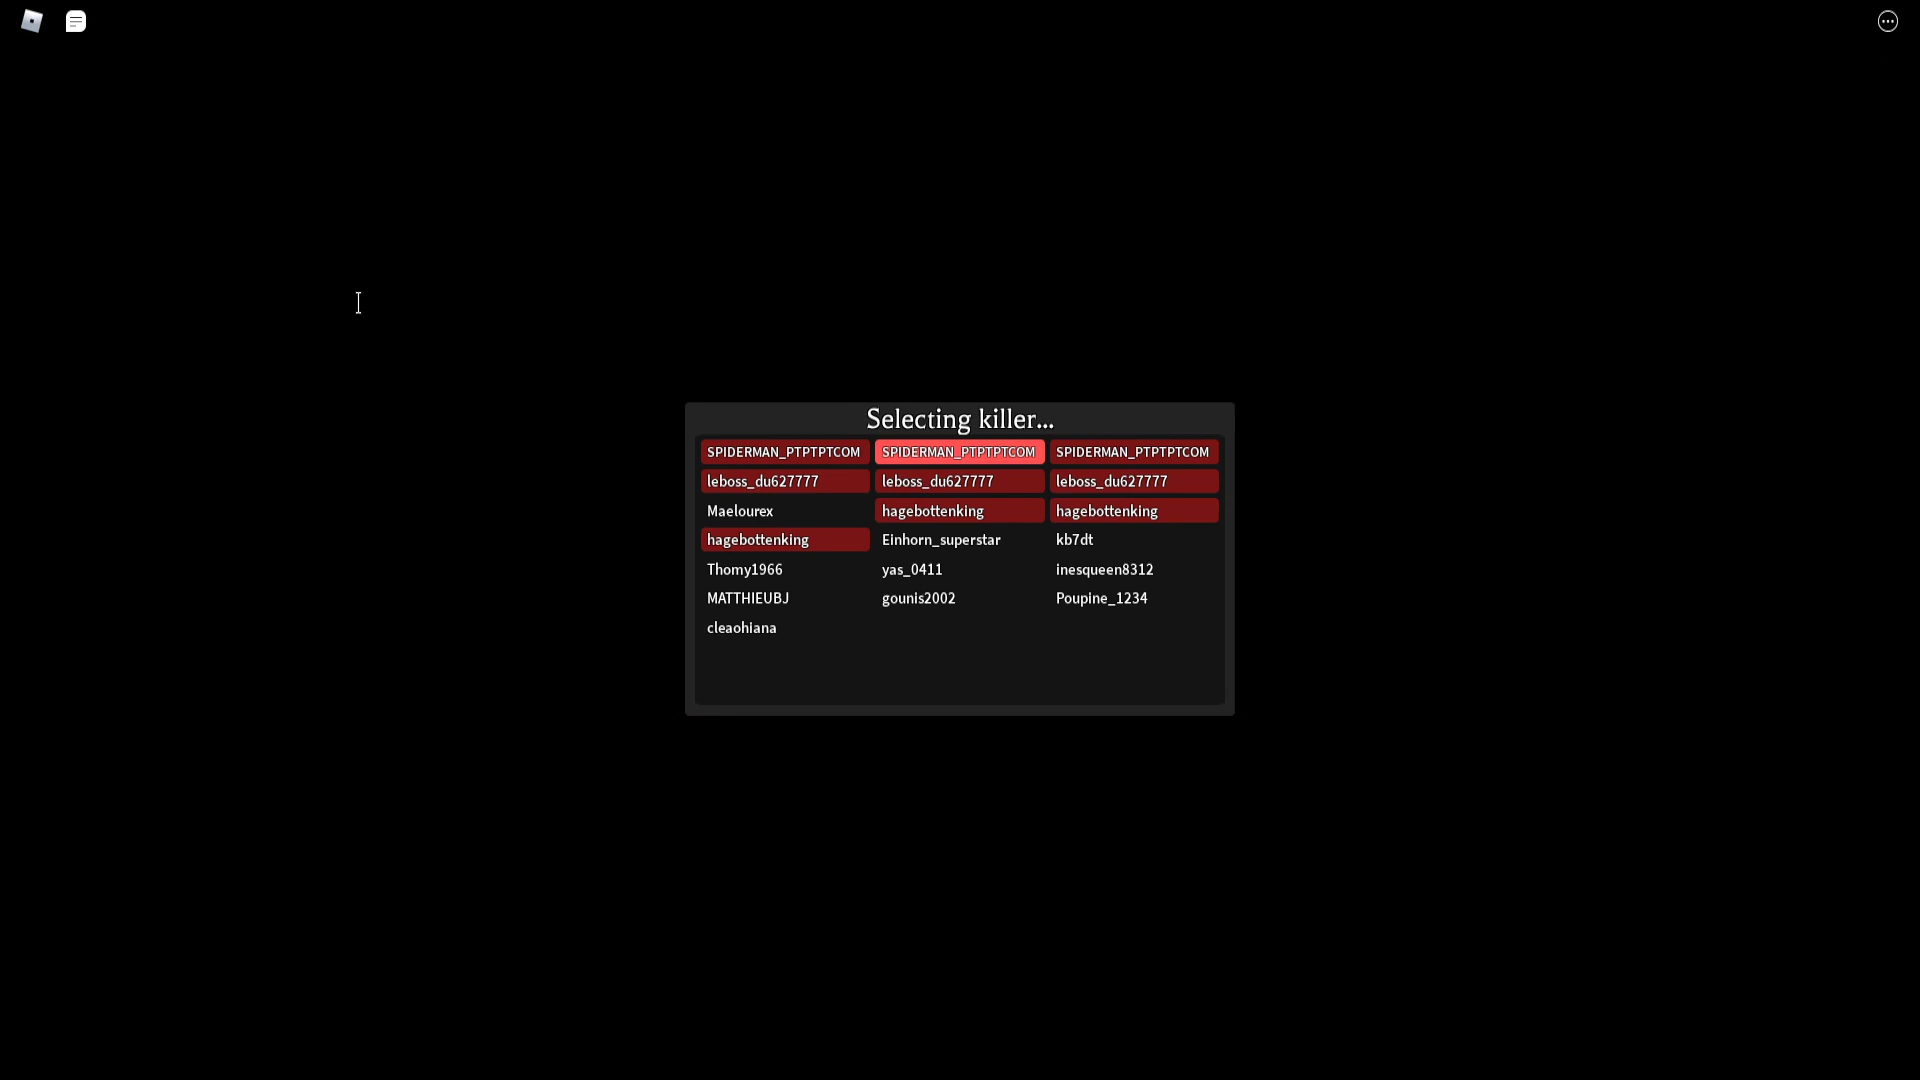 Selecting killer...
SPIDERMAN_PTPTPTCOM SPIDERMAN_PTPTPTCOM SPIDERMAN_PTPTPTCOM
leboss_du627777 leboss_du627777 leboss_du627777
Maelourex hagebottenking hagebottenking
hagebottenking Einhorn_superstar kb7dt
Thomy1966 yas_0411 inesqueen8312
MATTHIEUBJ gounis2002 Poupine_1234
cleaohiana